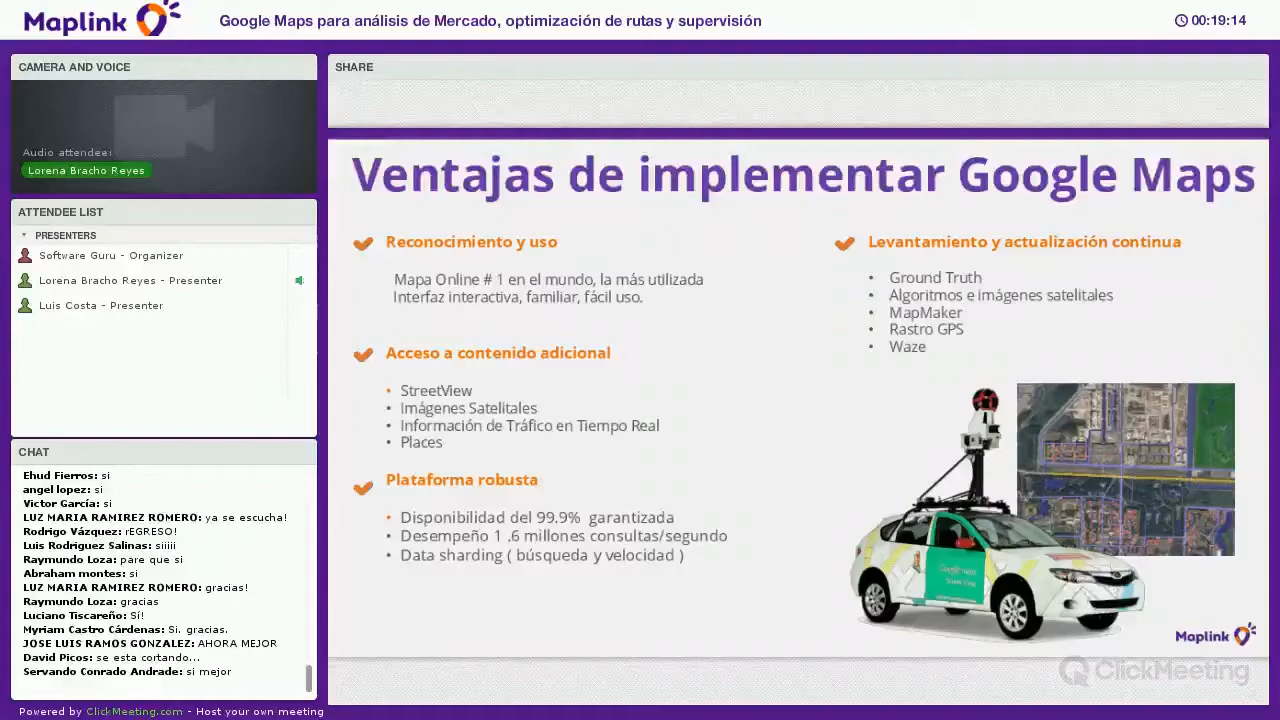 Maplink
Google Maps para análisis de Mercado, optimización de rutas y supervisión
00:19:14
CAMERA AND VOICE
Audio attendee:
Lorena Bracho Reyes
ATTENDEE LIST
PRESENTERS
Software Guru - Organizer
Lorena Bracho Reyes - Presenter
Luis Costa - Presenter
CHAT
Ehud Fierros: si
angel lopez: si
Victor García: si
LUZ MARIA RAMIREZ ROMERO: ya se escucha!
Rodrigo Vázquez: rEGRESO!
Luis Rodriguez Salinas: siiiii
Raymundo Loza: pare que si
Abraham montes: si
LUZ MARIA RAMIREZ ROMERO: gracias!
Raymundo Loza: gracias
Luciano Tiscareño: Sí!
Myriam Castro Cárdenas: Si. gracias.
JOSE LUIS RAMOS GONZALEZ: AHORA MEJOR
David Picos: se esta cortando...
Servando Conrado Andrade: si mejor
Powered by ClickMeeting.com - Host your own meeting
SHARE
Ventajas de implementar Google Maps
Reconocimiento y uso
Mapa Online # 1 en el mundo, la más utilizada
Interfaz interactiva, familiar, fácil uso.
Acceso a contenido adicional
• StreetView
• Imágenes Satelitales
• Información de Tráfico en Tiempo Real
• Places
Plataforma robusta
• Disponibilidad del 99.9% garantizada
• Desempeño 1 .6 millones consultas/segundo
• Data sharding ( búsqueda y velocidad )
Levantamiento y actualización continua
• Ground Truth
• Algoritmos e imágenes satelitales
• MapMaker
• Rastro GPS
• Waze
Maplink
ClickMeeting